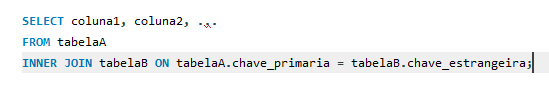 SELECT coluna1, coluna2, ...
FROM tabelaA
INNER JOIN tabelaB ON tabelaA.chave_primaria = tabelaB.chave_estrangeira;